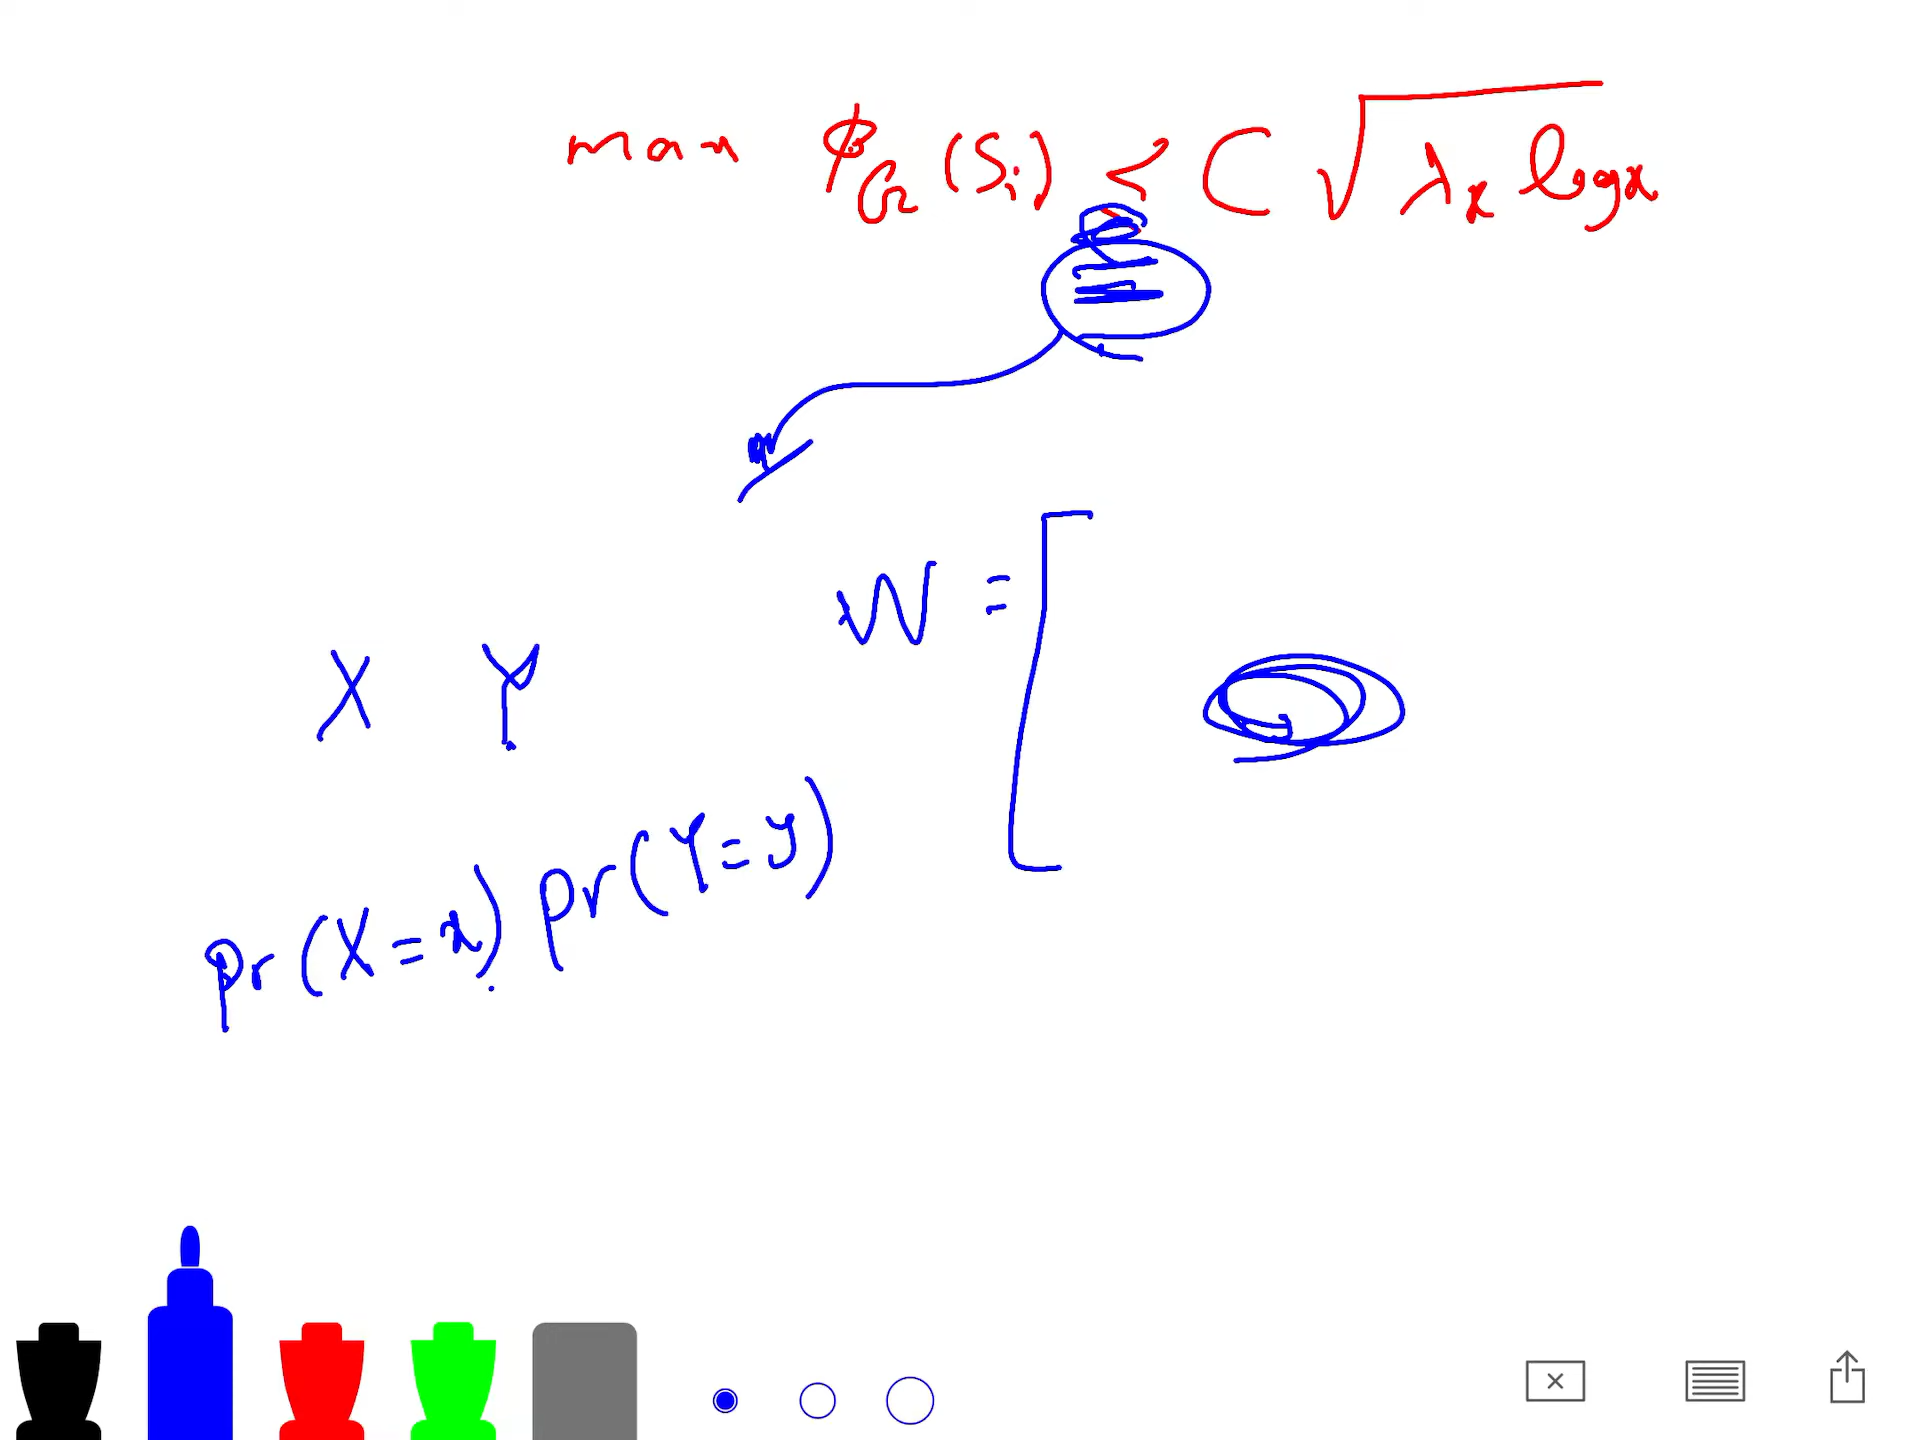 max ϕ_G (S_i) < C √(λ_x log x)
W = [
X Y
pr(X=x) pr(Y=y)